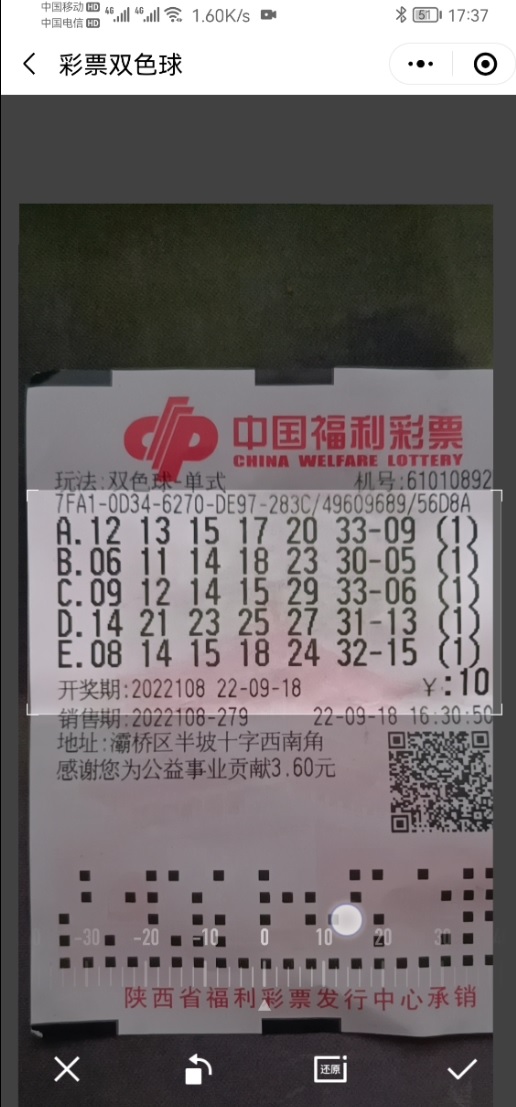 中国移动 HD 4G 4G 1.60K/s 51 17:37
中国电信 HD
彩票双色球
中国福利彩票
CHINA WELFARE LOTTERY
玩法:双色球-单式 机号:61010892
7FA1-0D34-6270-DE97-283C/49609689/56D8A
A.12 13 15 17 20 33-09 (1)
B.06 11 14 18 23 30-05 (1)
C.09 12 14 15 29 33-06 (1)
D.14 21 23 25 27 31-13 (1)
E.08 14 15 18 24 32-15 (1)
开奖期:2022108 22-09-18 ¥:10
销售期:2022108-279 22-09-18 16:30:50
地址:灞桥区半坡十字西南角
感谢您为公益事业贡献3.60元
-30 -20 -10 0 10 20 30
陕西省福利彩票发行中心承销
还原